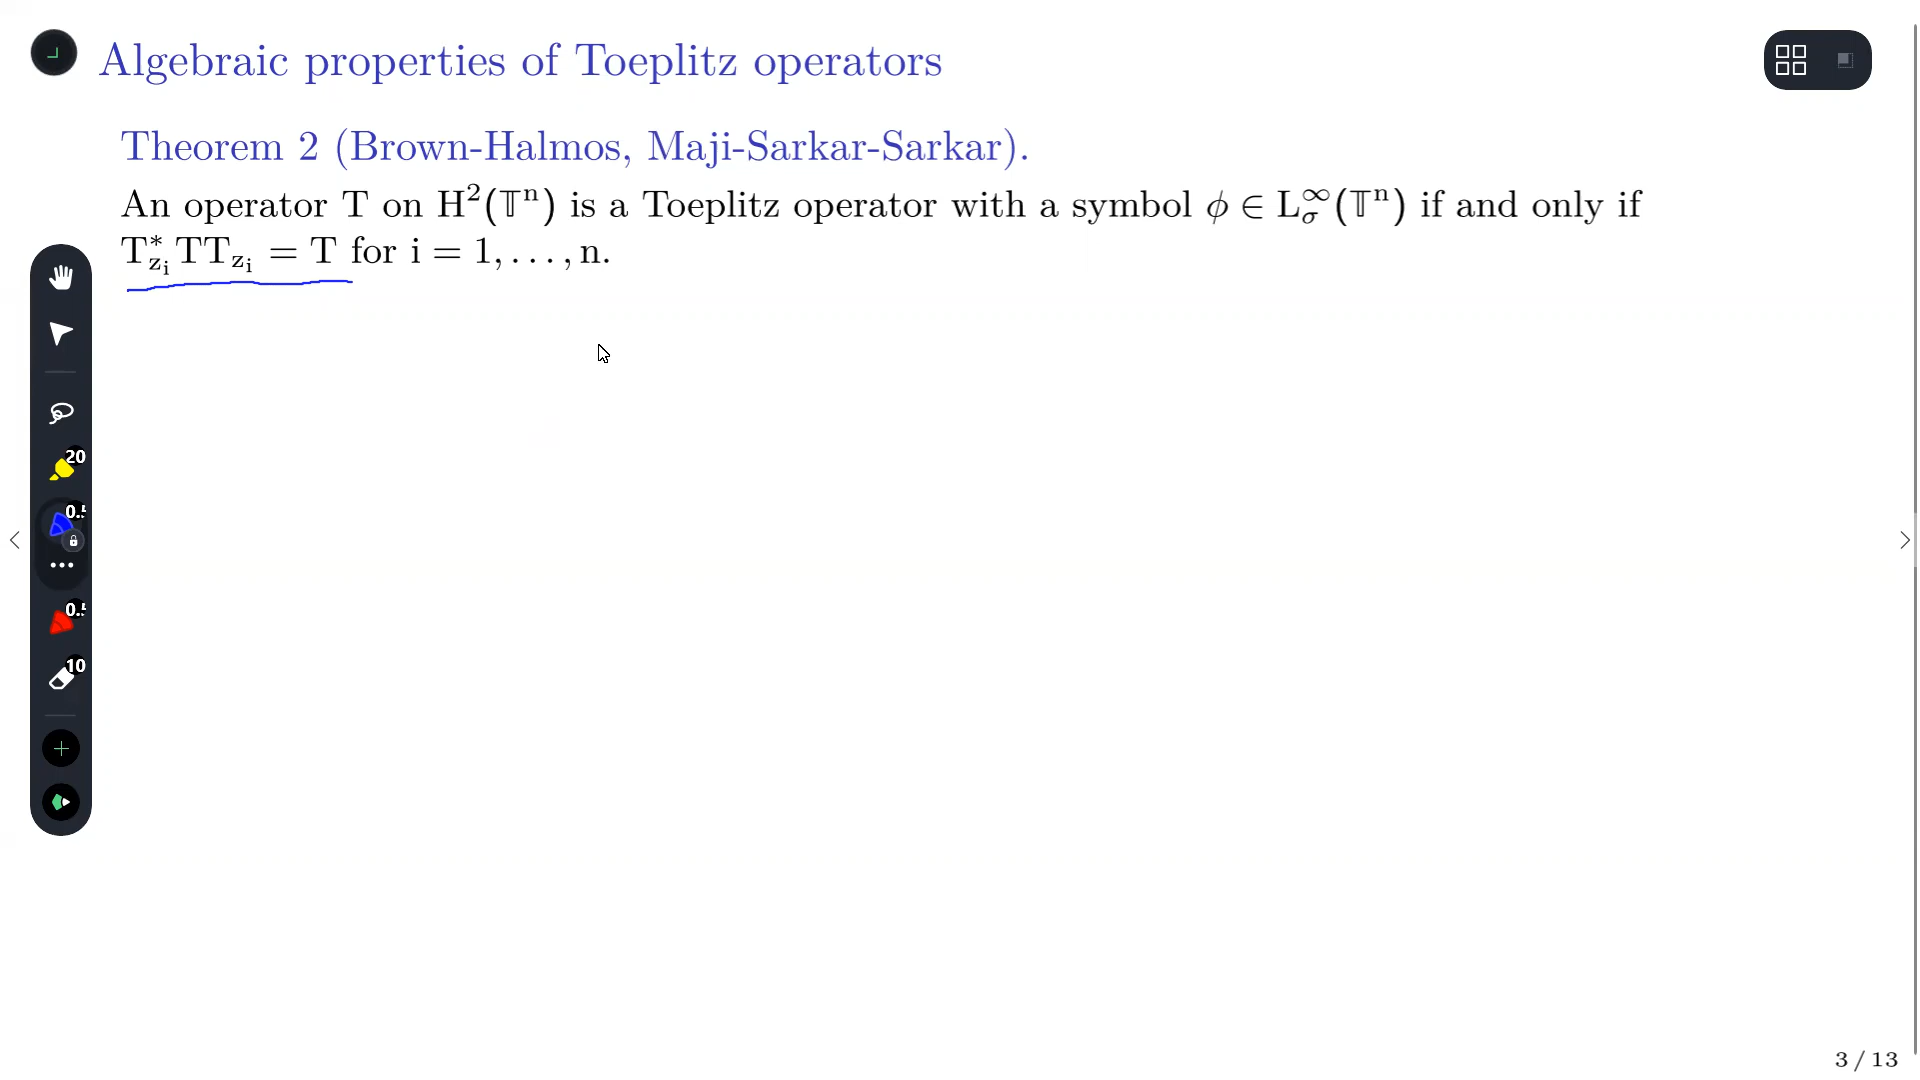 Algebraic properties of Toeplitz operators
Theorem 2 (Brown-Halmos, Maji-Sarkar-Sarkar).
An operator T on H²(𝕋ⁿ) is a Toeplitz operator with a symbol ϕ ∈ L^∞_σ(𝕋ⁿ) if and only if
T*_{z_i} TT_{z_i} = T for i = 1, . . . , n.
20
0.5
0.5
10
3 / 13